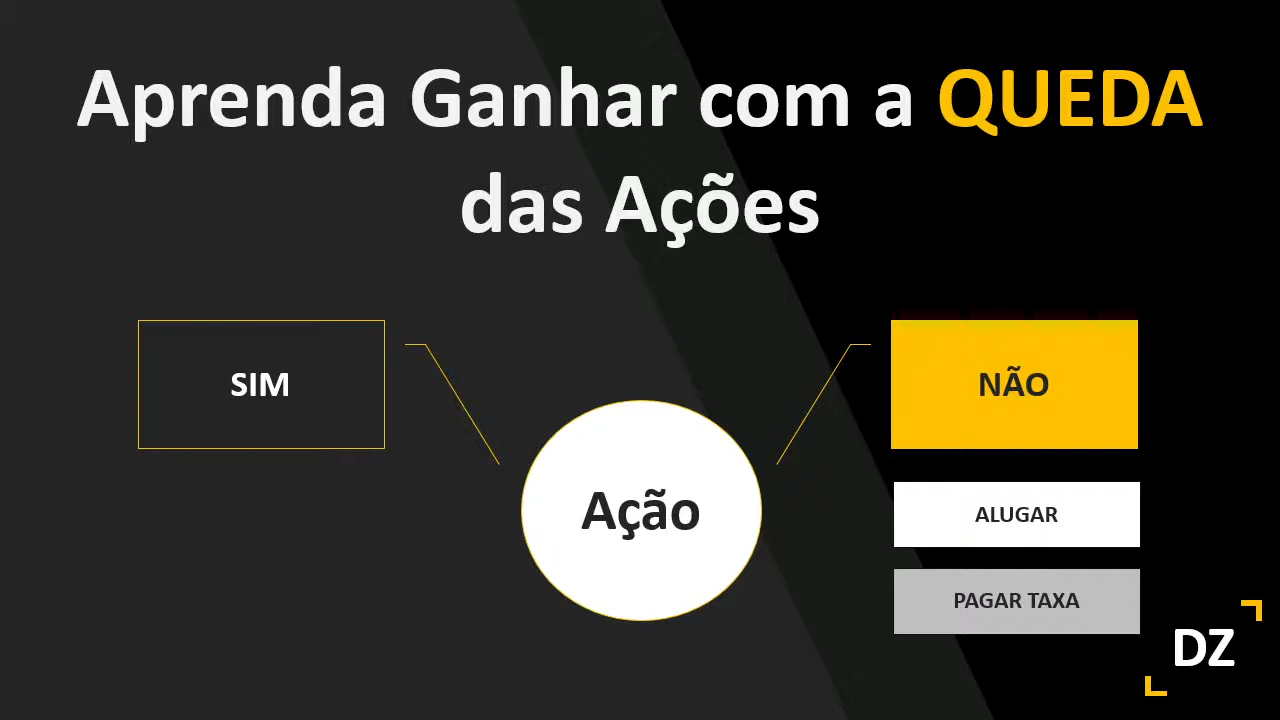 Aprenda Ganhar com a QUEDA
das Ações
SIM
NÃO
Ação
ALUGAR
PAGAR TAXA
DZ